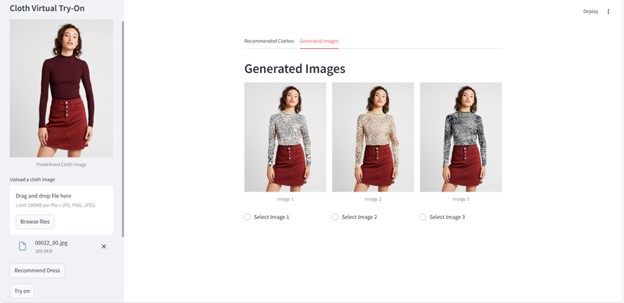 Cloth Virtual Try-On
Predefined Cloth Image
Upload a cloth image
Drag and drop file here
Limit 200MB per file • JPG, PNG, JPEG
Browse files
00022_00.jpg
Recommend Dress
Try on
Deploy
Recommended Clothes
Generated Images
Generated Images
Image 1
Image 2
Image 3
Select Image 1
Select Image 2
Select Image 3